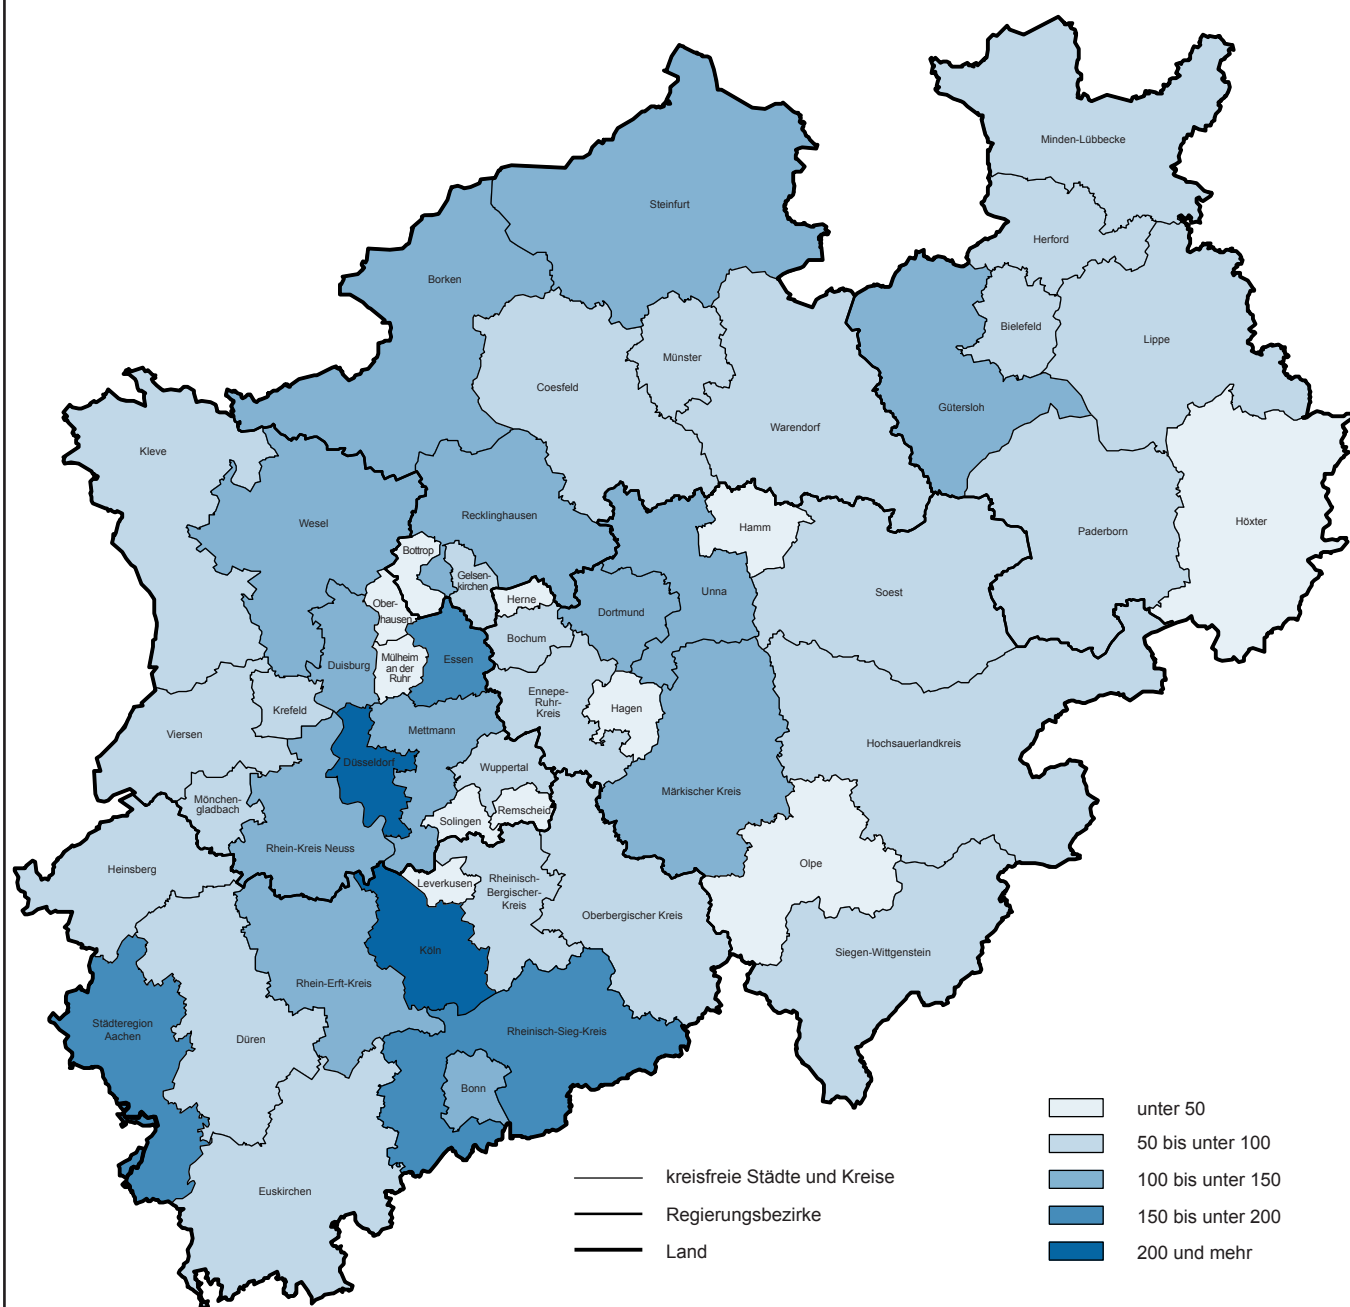 Minden-Lübbecke
Steinfurt
Herford
Borken
Bielefeld
Lippe
Münster
Coesfeld
Gütersloh
Warendorf
Kleve
Recklinghausen
Wesel
Hamm
Höxter
Paderborn
Bottrop
Gelsen-
kirchen
Unna
Soest
Herne
Ober-
hausen
Dortmund
Bochum
Mülheim
an der
Ruhr
Essen
Duisburg
Ennepe-
Ruhr-
Kreis
Hagen
Krefeld
Mettmann
Viersen
Hochsauerlandkreis
Düsseldorf
Wuppertal
Märkischer Kreis
Mönchen-
gladbach
Remscheid
Solingen
Rhein-Kreis Neuss
Olpe
Heinsberg
Leverkusen
Rheinisch-
Bergischer-
Kreis
Oberbergischer Kreis
Köln
Siegen-Wittgenstein
Rhein-Erft-Kreis
Städteregion
Aachen
Düren
Rheinisch-Sieg-Kreis
Bonn
Euskirchen
kreisfreie Städte und Kreise
Regierungsbezirke
Land
unter 50
50 bis unter 100
100 bis unter 150
150 bis unter 200
200 und mehr